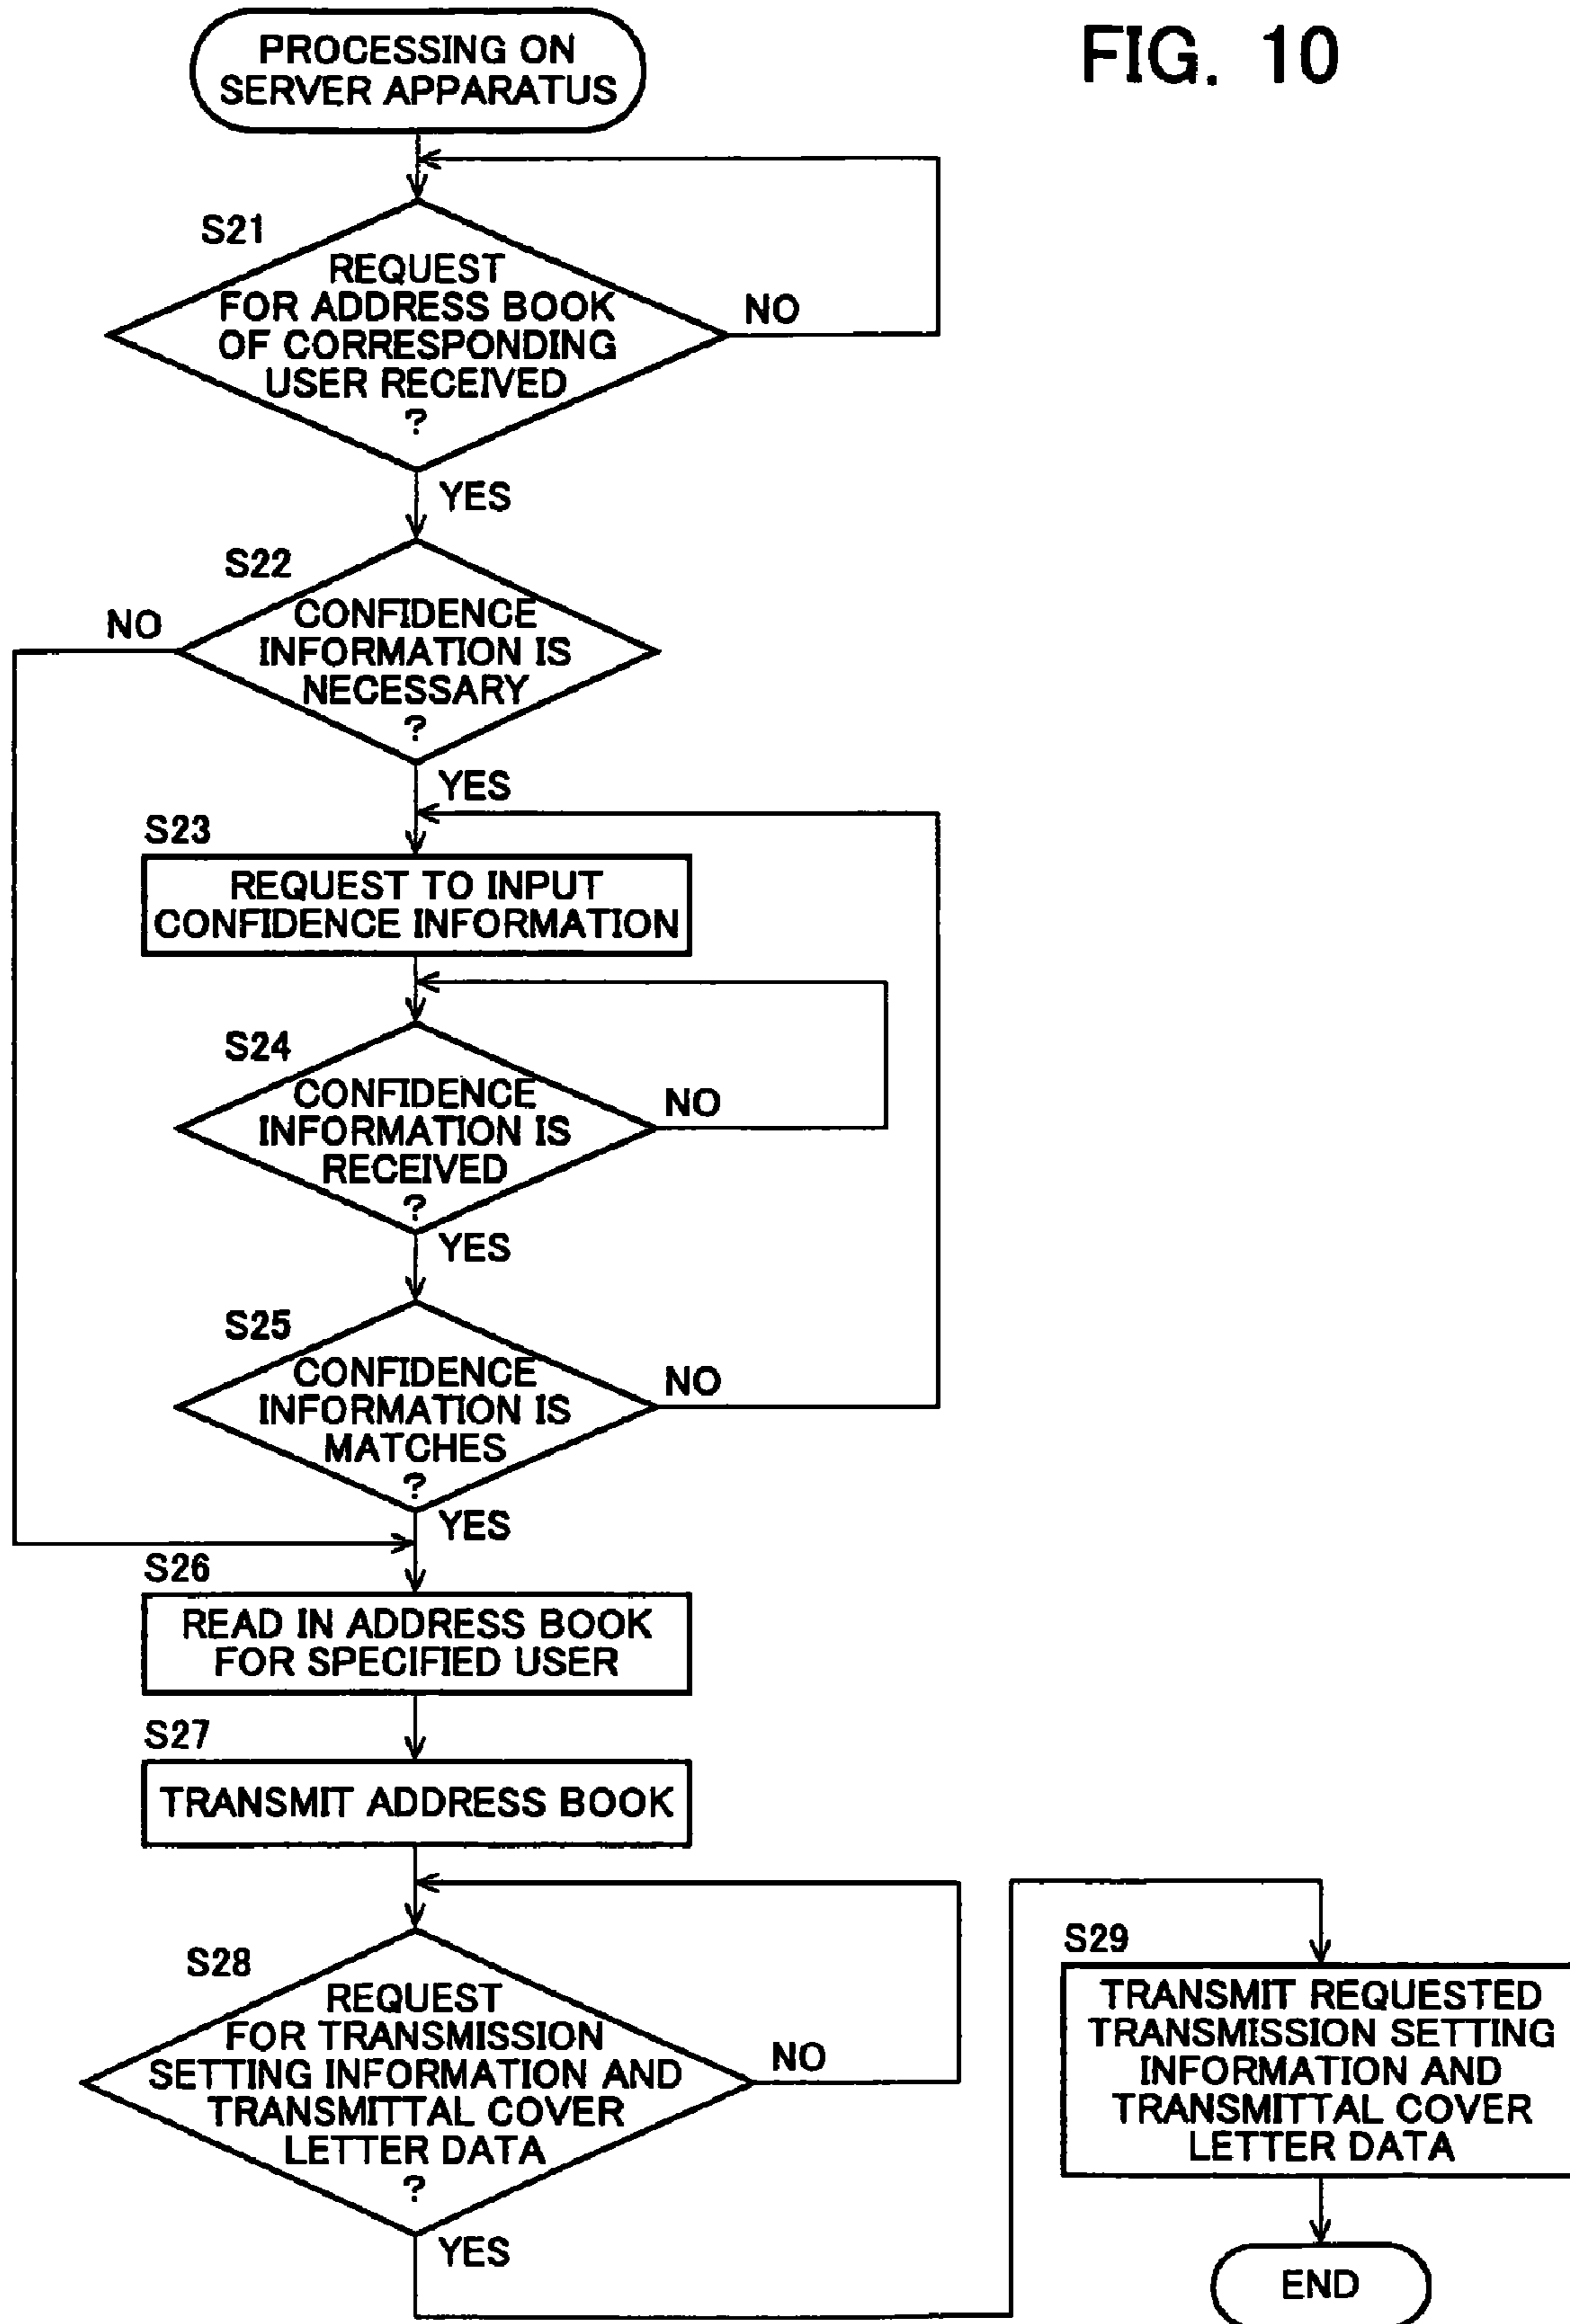 FIG. 10
PROCESSING ON
SERVER APPARATUS
S21
REQUEST
FOR ADDRESS BOOK
OF CORRESPONDING
USER RECEIVED
?
NO
YES
S22
CONFIDENCE
INFORMATION IS
NECESSARY
?
NO
YES
S23
REQUEST TO INPUT
CONFIDENCE INFORMATION
S24
CONFIDENCE
INFORMATION IS
RECEIVED
?
NO
YES
S25
CONFIDENCE
INFORMATION IS
MATCHES
?
NO
YES
S26
READ IN ADDRESS BOOK
FOR SPECIFIED USER
S27
TRANSMIT ADDRESS BOOK
S28
REQUEST
FOR TRANSMISSION
SETTING INFORMATION AND
TRANSMITTAL COVER
LETTER DATA
?
NO
YES
S29
TRANSMIT REQUESTED
TRANSMISSION SETTING
INFORMATION AND
TRANSMITTAL COVER
LETTER DATA
END